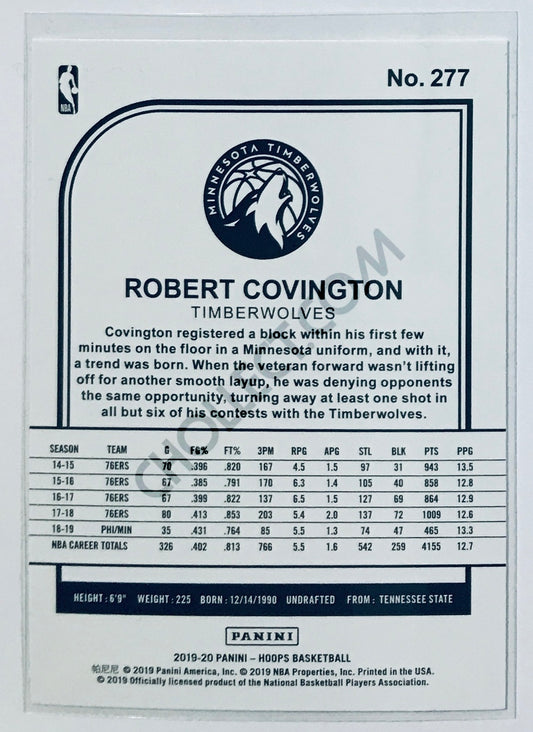 NBA
No. 277
MINNESOTA TIMBERWOLVES
ROBERT COVINGTON
TIMBERWOLVES
Covington registered a block within his first few
minutes on the floor in a Minnesota uniform, and with it,
a trend was born. When the veteran forward wasn't lifting
off for another smooth layup, he was denying opponents
the same opportunity, turning away at least one shot in
all but six of his contests with the Timberwolves.
SEASON TEAM G FG% FT% 3PM RPG APG STL BLK PTS PPG
14-15 76ERS 70 .396 .820 167 4.5 1.5 97 31 943 13.5
15-16 76ERS 67 .385 .791 170 6.3 1.4 105 40 858 12.8
16-17 76ERS 67 .399 .822 137 6.5 1.5 127 69 864 12.9
17-18 76ERS 80 .413 .853 203 5.4 2.0 137 72 1009 12.6
18-19 PHI/MIN 35 .431 .764 85 5.5 1.3 74 47 465 13.3
NBA CAREER TOTALS 326 .402 .813 766 5.5 1.6 542 259 4155 12.7
HEIGHT: 6'9" WEIGHT: 225 BORN: 12/14/1990 UNDRAFTED FROM: TENNESSEE STATE
PANINI
2019-20 PANINI – HOOPS BASKETBALL
帕尼尼 © 2019 Panini America, Inc. © 2019 NBA Properties, Inc. Printed in the USA.
© 2019 Officially licensed product of the National Basketball Players Association.
CHOLLECT.COM